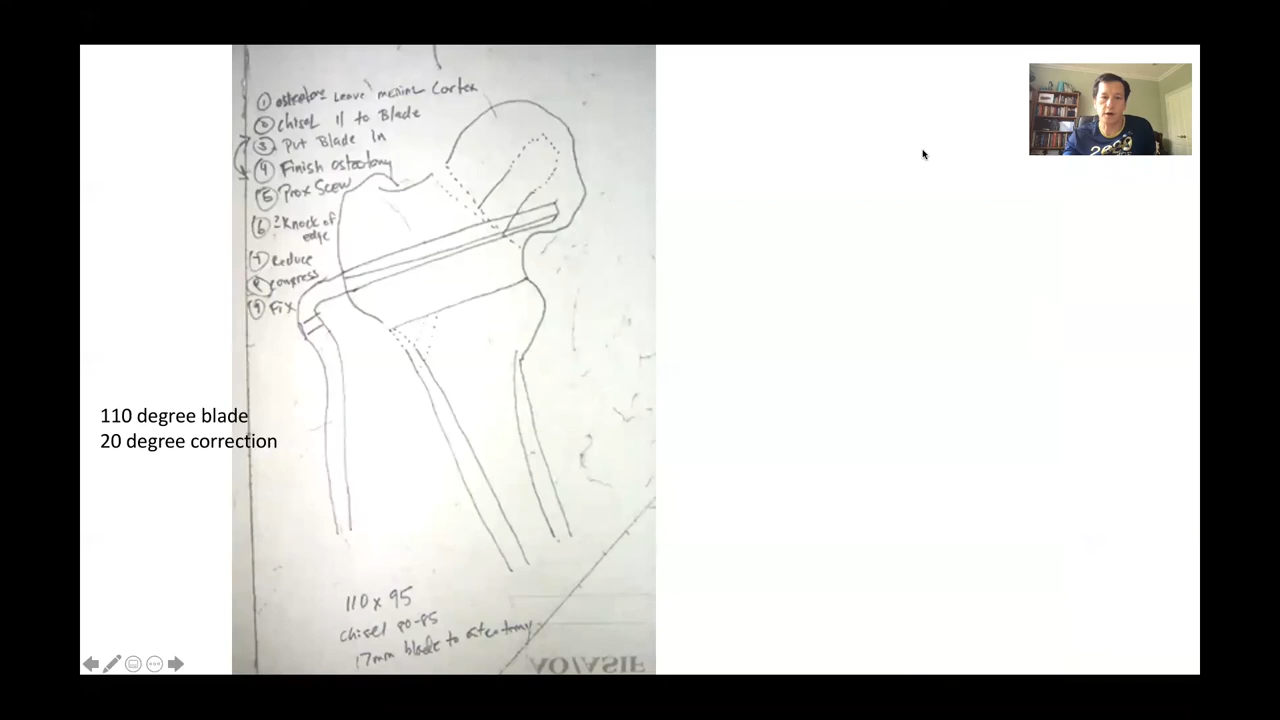 ① osteotomy Leave medial Cortex
② chisel // to Blade
③ Put Blade In
④ Finish osteotomy
⑤ Prox Screw
⑥ ? Knock of
edge
⑦ Reduce
⑧ compress
⑨ Fix
110 degree blade
20 degree correction
110 x 95
chisel 80-85
17mm blade to osteotomy
AO/ASIF